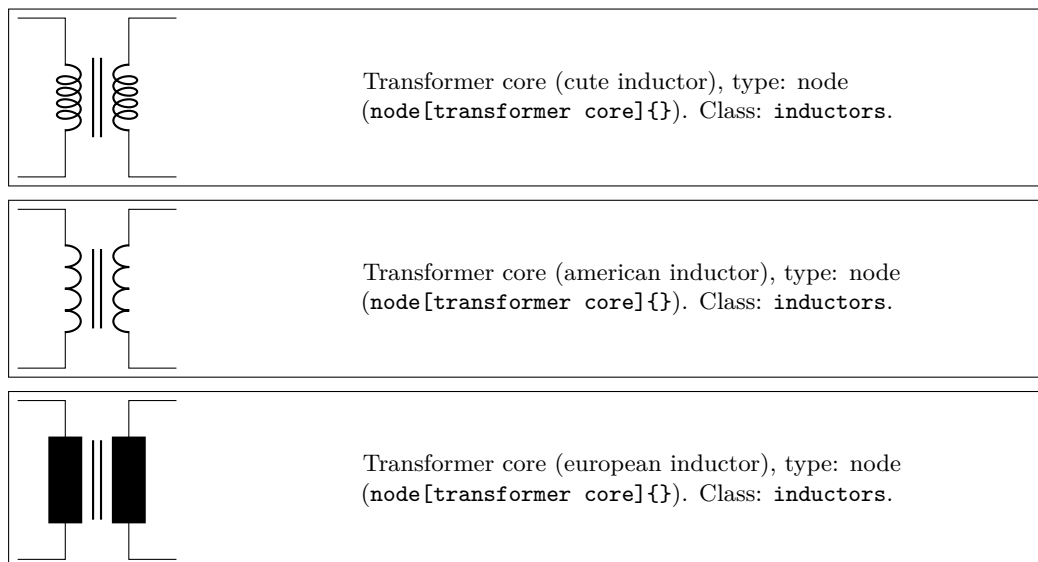 Transformer core (cute inductor), type: node
(node[transformer core]{}). Class: inductors.
Transformer core (american inductor), type: node
(node[transformer core]{}). Class: inductors.
Transformer core (european inductor), type: node
(node[transformer core]{}). Class: inductors.